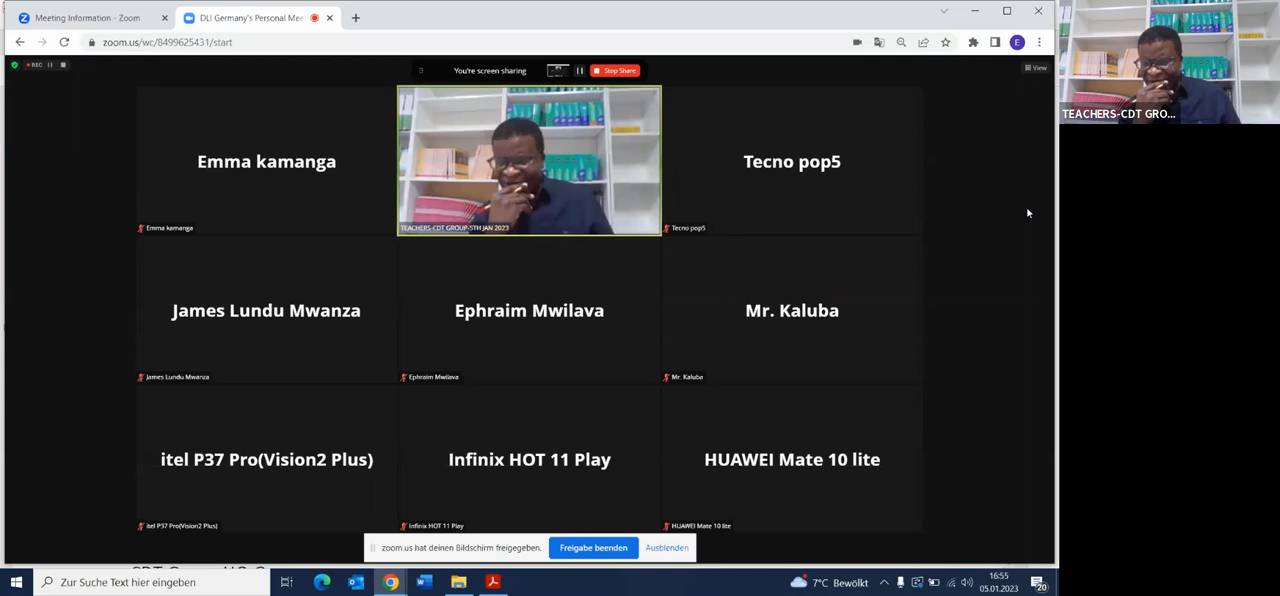 Meeting Information - Zoom
DLI Germany's Personal Mee
zoom.us/wc/8499625431/start
E
REC
You're screen sharing
Stop Share
View
TEACHERS-CDT GRO...
Emma kamanga
Tecno pop5
Emma kamanga
TEACHERS-CDT GROUP-5TH JAN 2023
Tecno pop5
James Lundu Mwanza
Ephraim Mwilava
Mr. Kaluba
James Lundu Mwanza
Ephraim Mwilava
Mr. Kaluba
itel P37 Pro(Vision2 Plus)
Infinix HOT 11 Play
HUAWEI Mate 10 lite
itel P37 Pro(Vision2 Plus)
Infinix HOT 11 Play
HUAWEI Mate 10 lite
zoom.us hat deinen Bildschirm freigegeben.
Freigabe beenden
Ausblenden
Zur Suche Text hier eingeben
7°C Bewölkt
16:55
05.01.2023
20